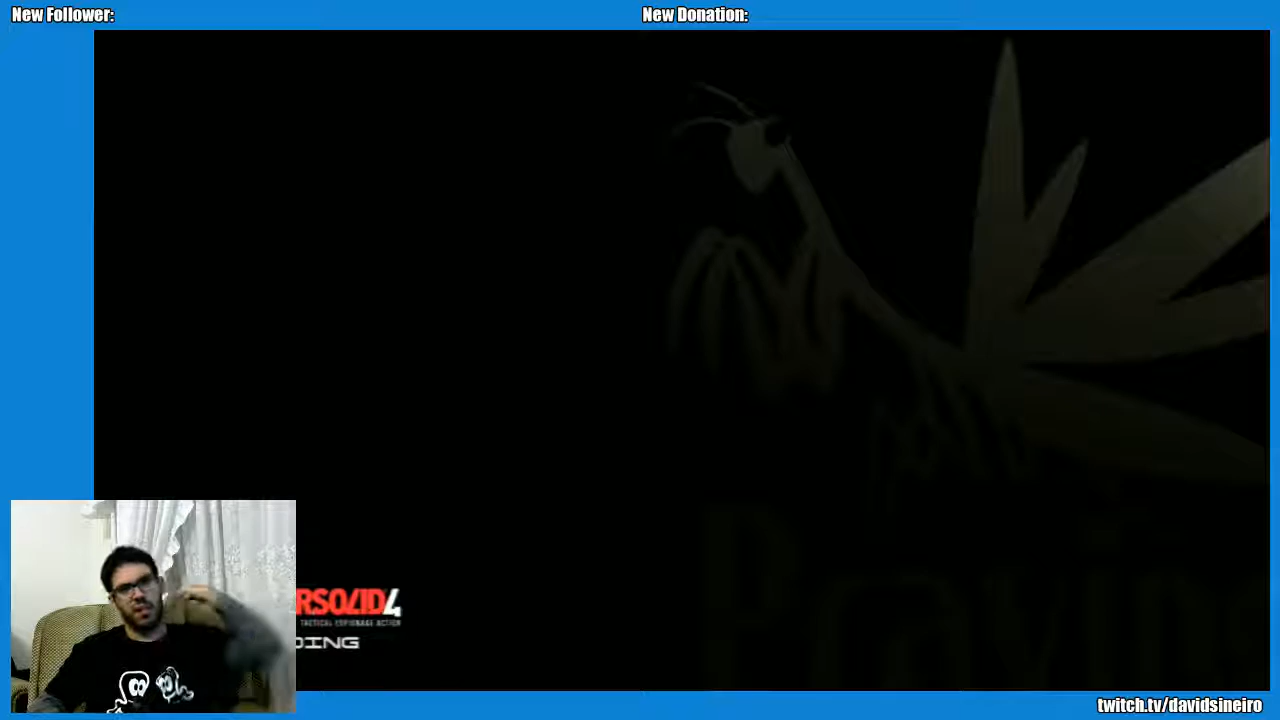 New Follower:
New Donation:
RSOLID4
TACTICAL ESPIONAGE ACTION
DING
twitch.tv/davidsineiro